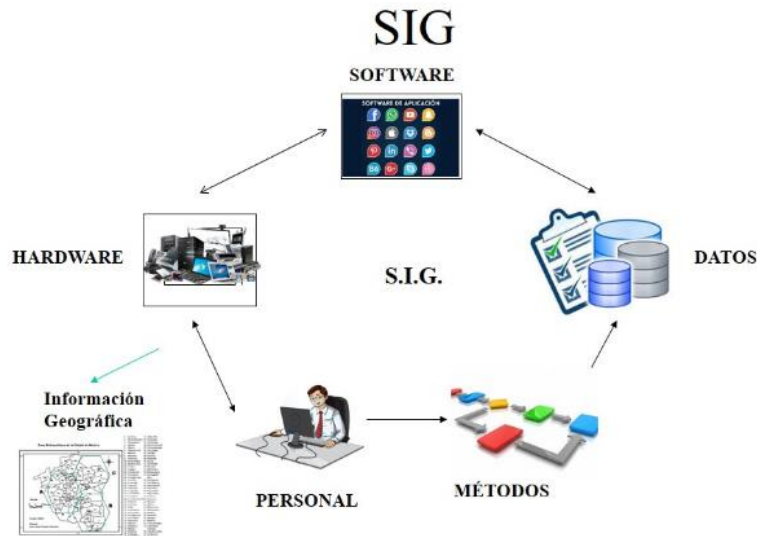 SIG
SOFTWARE
SOFTWARE DE APLICACIÓN
HARDWARE
S.I.G.
DATOS
Información
Geográfica
PERSONAL
MÉTODOS